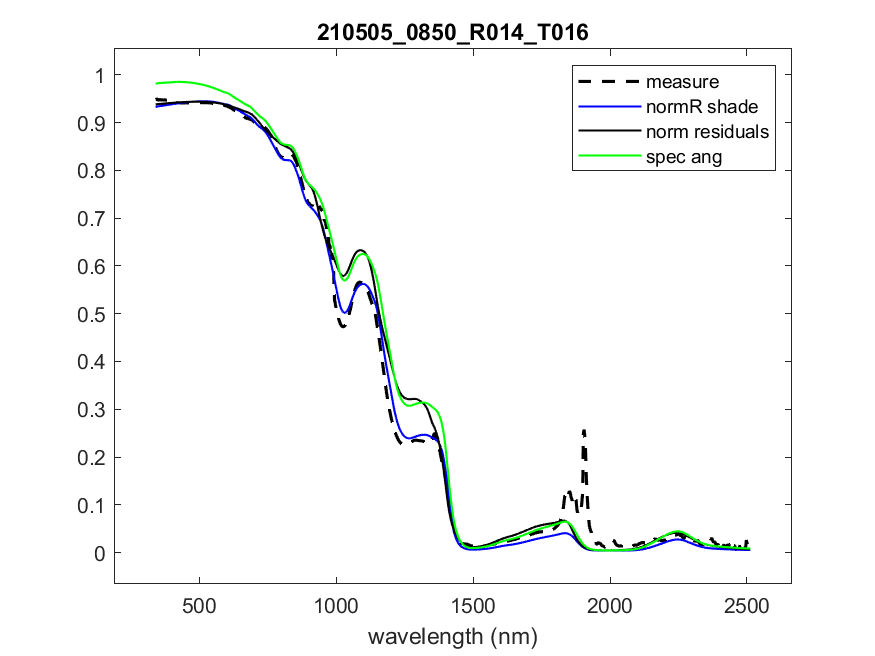 210505_0850_R014_T016
measure
normR shade
norm residuals
spec ang
1
0.9
0.8
0.7
0.6
0.5
0.4
0.3
0.2
0.1
0
500 1000 1500 2000 2500
wavelength (nm)